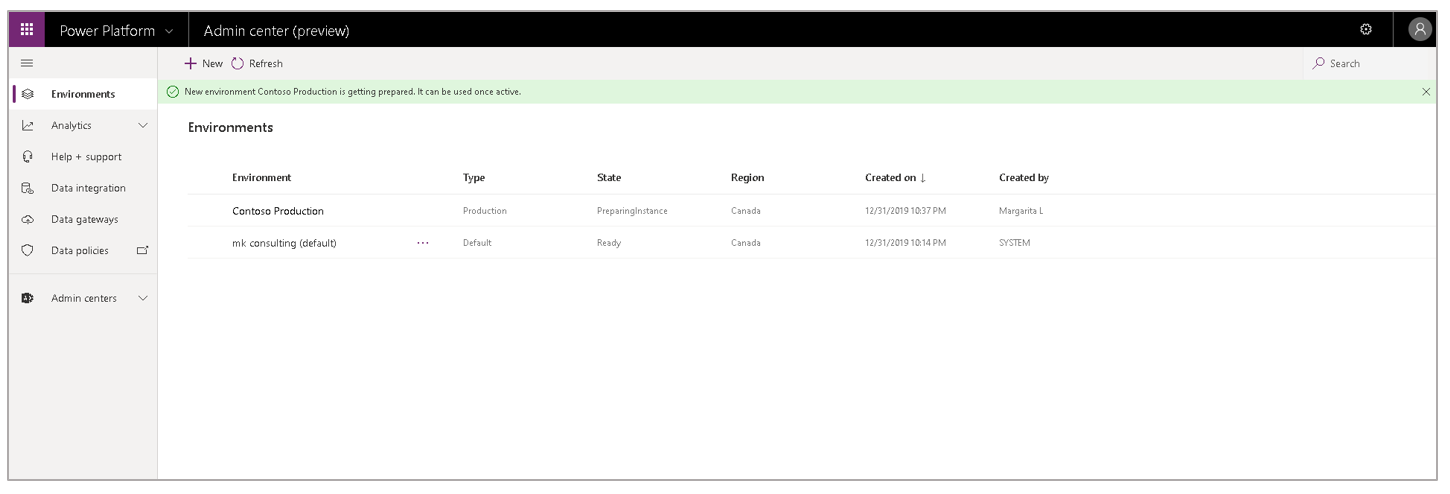 Power Platform Admin center (preview)
New Refresh Search
New environment Contoso Production is getting prepared. It can be used once active.
Environments
Analytics
Help + support
Data integration
Data gateways
Data policies
Admin centers
Environments
Environment Type State Region Created on ↓ Created by
Contoso Production Production PreparingInstance Canada 12/31/2019 10:37 PM Margarita L
mk consulting (default) ... Default Ready Canada 12/31/2019 10:14 PM SYSTEM